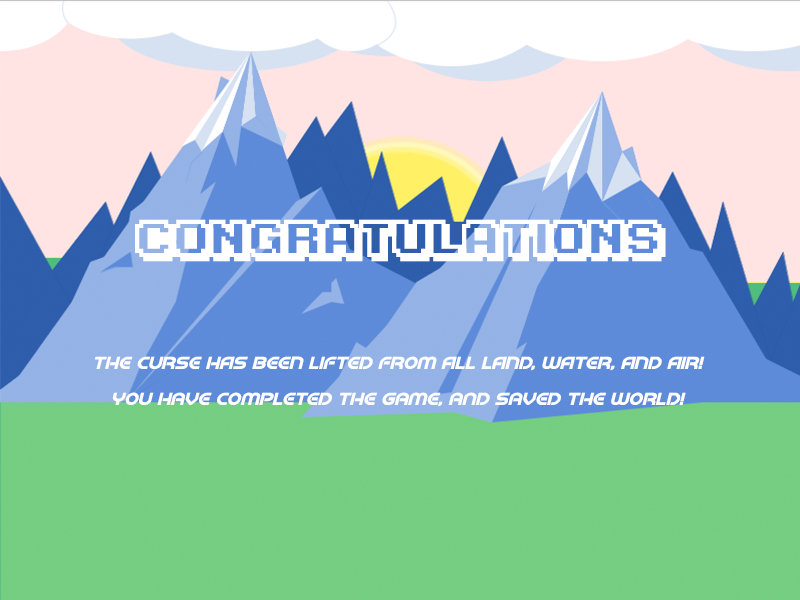 CONGRATULATIONS
THE CURSE HAS BEEN LIFTED FROM ALL LAND, WATER, AND AIR!
YOU HAVE COMPLETED THE GAME, AND SAVED THE WORLD!